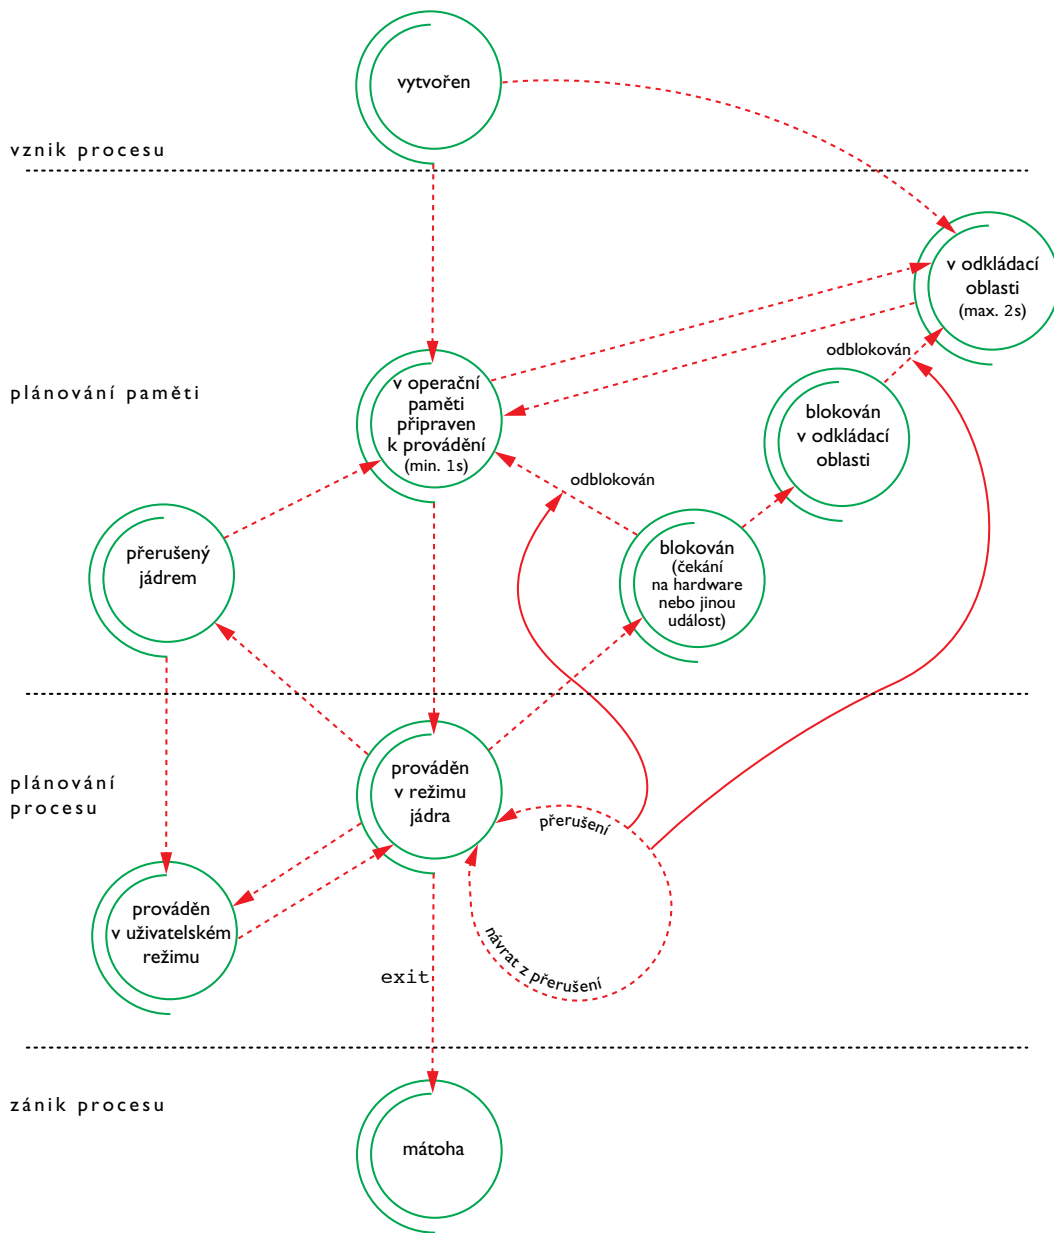 vytvořen
vznik procesu
v odkládací
oblasti
(max. 2s)
odblokován
plánování paměti
v operační
paměti
připraven
k provádění
(min. 1s)
blokován
v odkládací
oblasti
odblokován
přerušený
jádrem
blokován
(čekání
na hardware
nebo jinou
událost)
plánování
procesu
prováděn
v režimu
jádra
přerušení
prováděn
v uživatelském
režimu
návrat z přerušení
exit
zánik procesu
mátoha